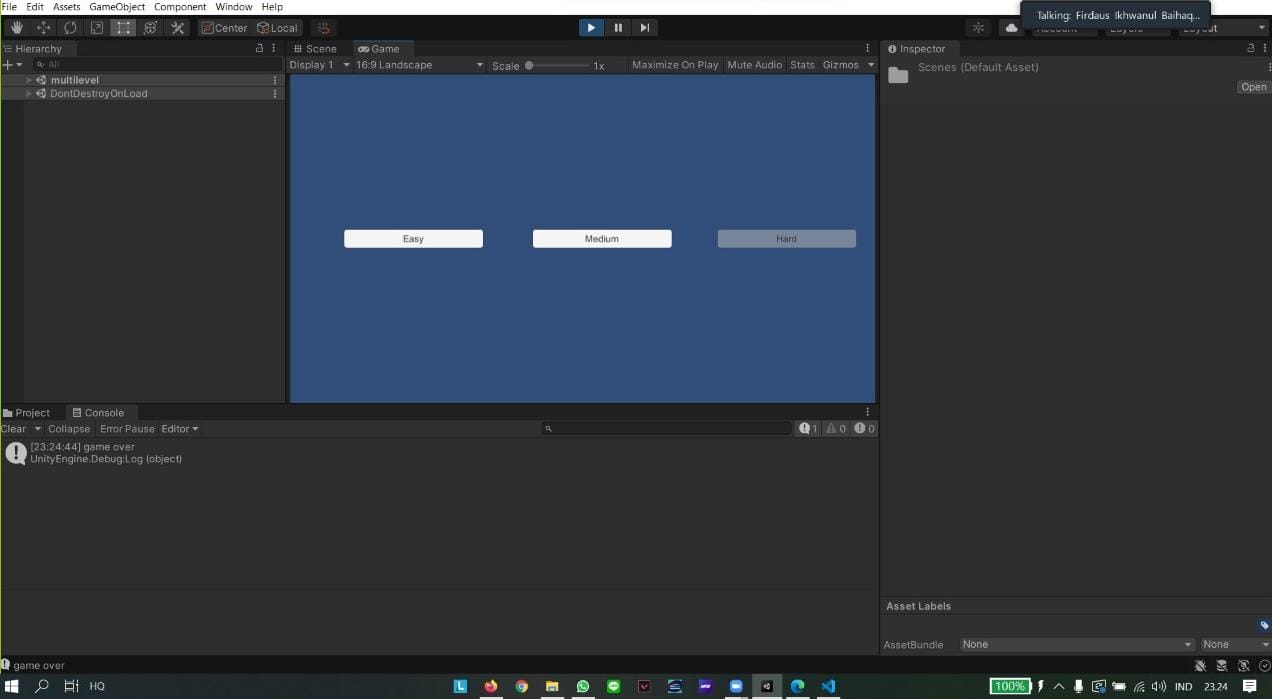 File Edit Assets GameObject Component Window Help
Talking: Firdaus Ikhwanul Baihaq...
Center Local
Account Layers Layout
Hierarchy
Scene Game
Inspector
All
Display 1 16:9 Landscape Scale 1x Maximize On Play Mute Audio Stats Gizmos
Scenes (Default Asset)
multilevel
Open
DontDestroyOnLoad
Easy Medium Hard
Project Console
Clear Collapse Error Pause Editor
1 0 0
[23:24:44] game over
UnityEngine.Debug:Log (object)
Asset Labels
AssetBundle None None
game over
HQ
100% IND 23.24